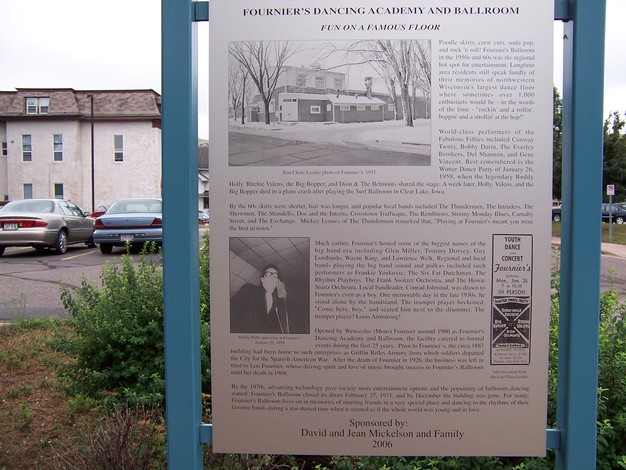 FOURNIER'S DANCING ACADEMY AND BALLROOM
FUN ON A FAMOUS FLOOR
Poodle skirts, crew cuts, soda pop,
and rock 'n roll! Fournier's Ballroom
in the 1950s and 60s was the regional
hot spot for entertainment. Longtime
area residents still speak fondly of
their memories of northwestern
Wisconsin's largest dance floor
where sometimes over 1,000
enthusiasts would be - in the words
of the time - "rockin' and a rollin',
boppin' and a strollin' at the hop!"
World-class performers of the
Fabulous Fifties included Conway
Twitty, Bobby Darin, The Everley
Brothers, Del Shannon, and Gene
Vincent. Best remembered is the
Winter Dance Party of January 26,
1959, when the legendary Buddy
Eau Claire Leader photo of Fournier's, 1971
Holly, Ritchie Valens, the Big Bopper, and Dion & The Belmonts shared the stage. A week later, Holly, Valens, and the
Big Bopper died in a plane crash after playing the Surf Ballroom in Clear Lake, Iowa.
By the 60s skirts were shorter, hair was longer, and popular local bands included The Thundermen, The Intruders, The
Showmen, The Shandells, Doc and the Interns, Crosstown Trafficque, The Renditions, Stormy Monday Blues, Carnaby
Street, and The Exchange. Mickey Lynnes of The Thundermen remarked that, "Playing at Fournier's meant you were
the best in town."
Much earlier, Fournier's hosted some of the biggest names of the
big band era including Glen Miller, Tommy Dorsey, Guy
Lombardo, Wayne King, and Lawrence Welk. Regional and local
bands playing the big band sound and polkas included such
performers as Frankie Yankovic, The Six Fat Dutchman, The
Rhythm Playboys, The Frank Switzer Orchestra, and The Howie
Sturtz Orchestra. Local bandleader, Conrad Johnstad, was drawn to
Fournier's even as a boy. One memorable day in the late 1930s, he
stood alone by the bandstand. The trumpet player beckoned,
"Come here, boy," and seated him next to the drummer. The
trumpet player? Louis Armstrong!
Buddy Holly appearing at Fournier's
January 26, 1959
YOUTH
DANCE
and
CONCERT
Fournier's
Mon., Jan. 26
PER PERSON
Advertisement from
the Eau Claire Leader
Opened by Wenceslas (Mose) Fournier around 1900 as Fournier's
Dancing Academy and Ballroom, the facility catered to formal
events during the first 25 years. Prior to Fournier's, the circa 1887
building had been home to such enterprises as Griffin Rifles Armory from which soldiers departed
the City for the Spanish American War. After the death of Fournier in 1926, the business was left in
trust to Lou Fournier, whose driving spirit and love of music brought success to Fournier's Ballroom
until her death in 1968.
By the 1970s, advancing technology gave society more entertainment options and the popularity of ballroom dancing
waned. Fournier's Ballroom closed its doors February 27, 1971, and by December the building was gone. For many,
Fournier's Ballroom lives on in memories of meeting friends in a very special place and dancing to the rhythms of their
favorite bands during a star-dusted time when it seemed as if the whole world was young and in love.
Sponsored by:
David and Jean Mickelson and Family
2006